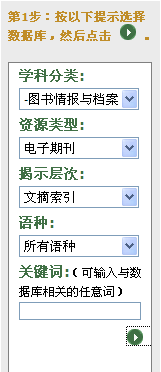 第1步：按以下提示选择
数据库，然后点击 。
学科分类：
-图书情报与档案
资源类型：
电子期刊
揭示层次：
文摘索引
语种：
所有语种
关键词：（可输入与
数据库相关的任意词）